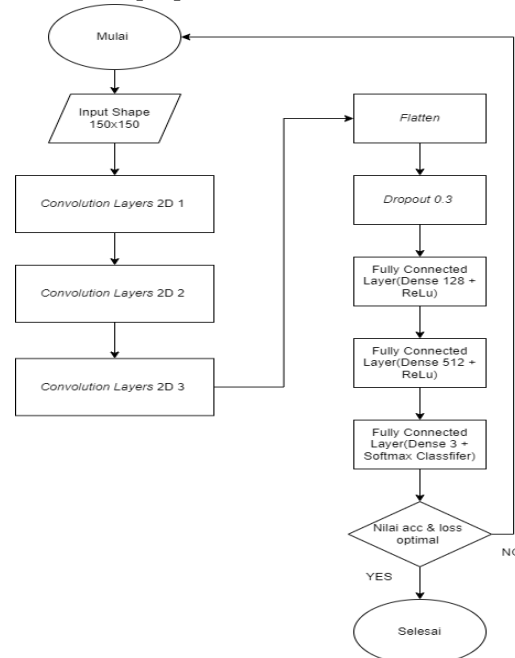 Mulai
Input Shape
150x150
Convolution Layers 2D 1
Convolution Layers 2D 2
Convolution Layers 2D 3
Flatten
Dropout 0.3
Fully Connected
Layer(Dense 128 +
ReLu)
Fully Connected
Layer(Dense 512 +
ReLu)
Fully Connected
Layer(Dense 3 +
Softmax Classfifer)
Nilai acc & loss
optimal
YES
Selesai